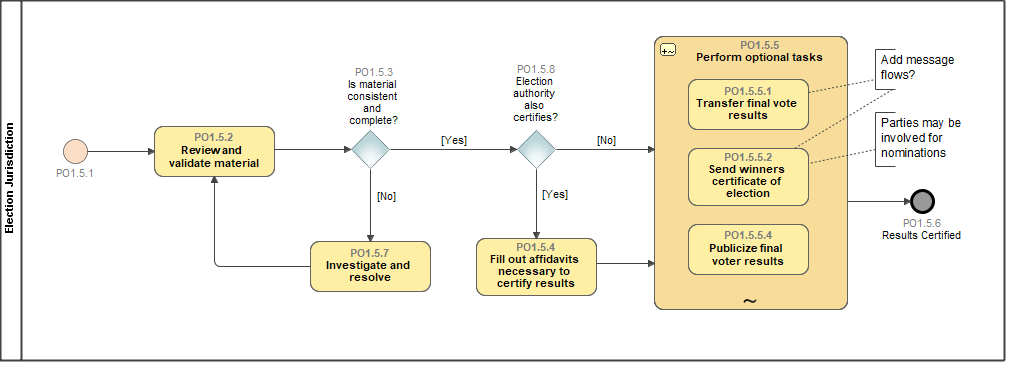 Election Jurisdiction
PO1.5.1
PO1.5.2
Review and
validate material
PO1.5.3
Is material
consistent
and
complete?
[Yes]
[No]
PO1.5.7
Investigate and
resolve
PO1.5.8
Election
authority
also
certifies?
[No]
[Yes]
PO1.5.4
Fill out affidavits
necessary to
certify results
PO1.5.5
Perform optional tasks
PO1.5.5.1
Transfer final vote
results
PO1.5.5.2
Send winners
certificate of
election
PO1.5.5.4
Publicize final
voter results
~
Add message
flows?
Parties may be
involved for
nominations
PO1.5.6
Results Certified